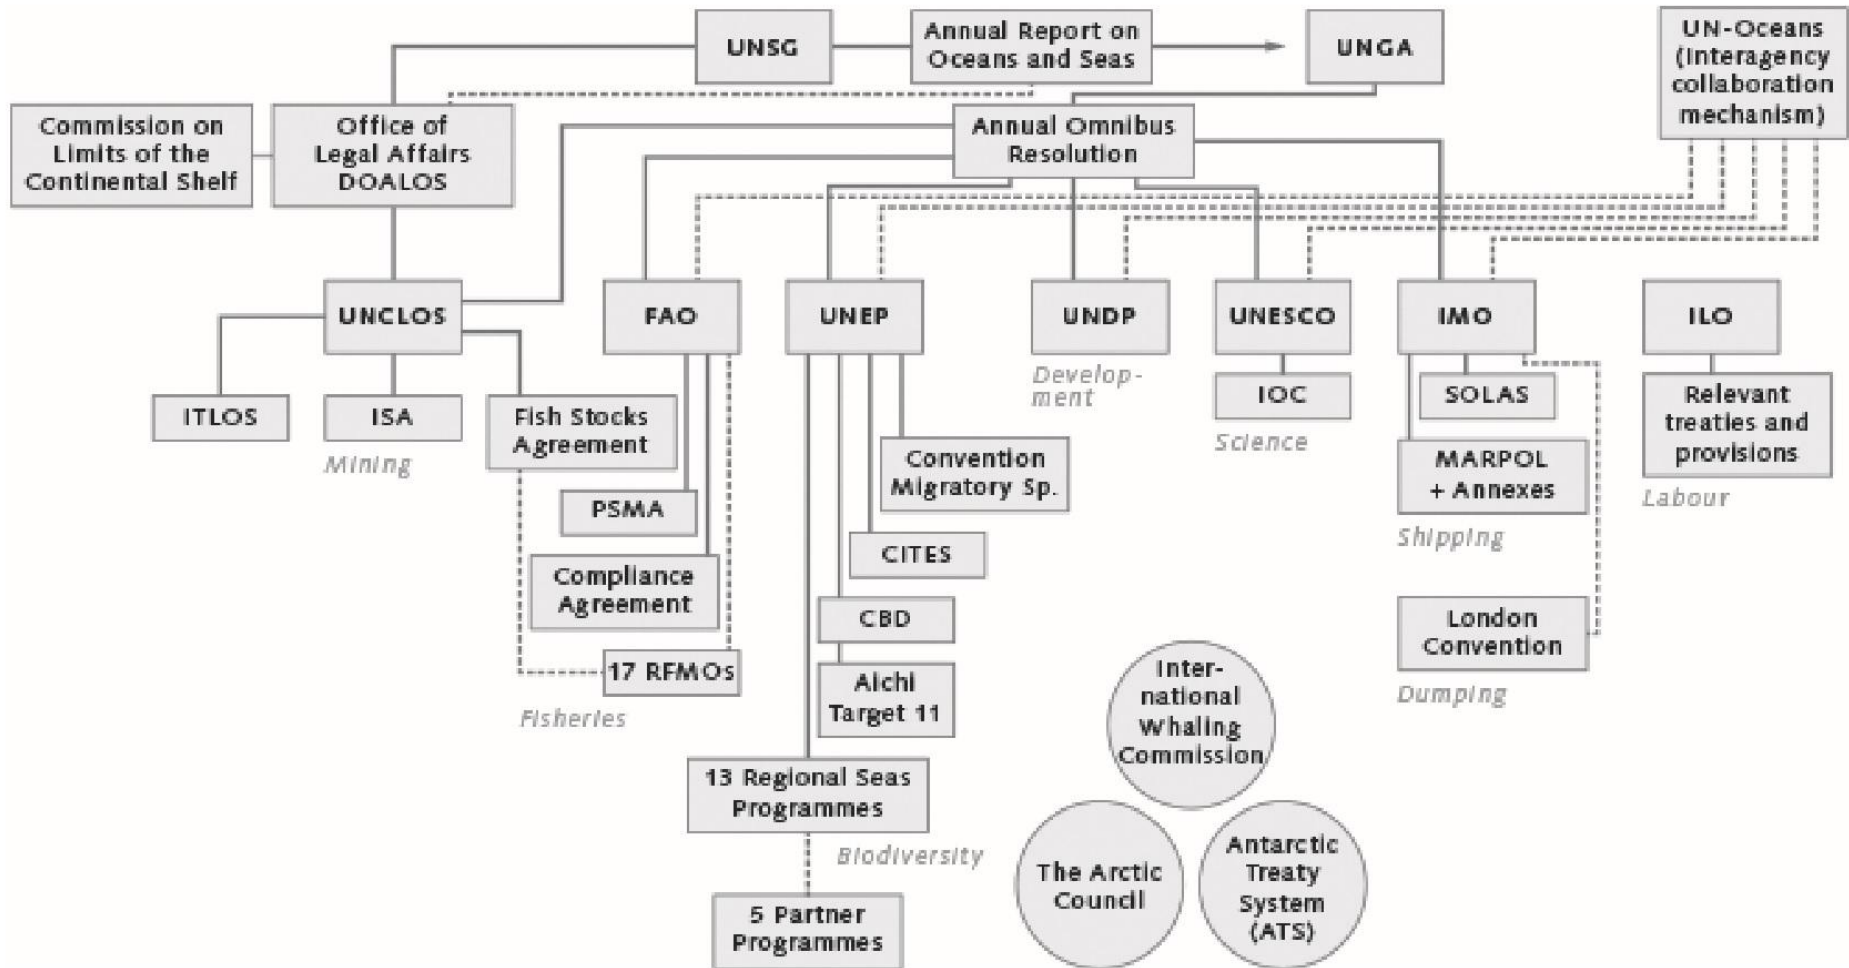 UNSG
Annual Report on
Oceans and Seas
UNGA
UN-Oceans
(interagency
collaboration
mechanism)
Commission on
Limits of the
Continental Shelf
Office of
Legal Affairs
DOALOS
Annual Omnibus
Resolution
UNCLOS
FAO
UNEP
UNDP
UNESCO
IMO
ILO
Develop-
ment
ITLOS
ISA
Mining
Fish Stocks
Agreement
IOC
Science
SOLAS
Relevant
treaties and
provisions
Labour
Convention
Migratory Sp.
MARPOL
+ Annexes
Shipping
PSMA
CITES
Compliance
Agreement
CBD
London
Convention
Dumping
17 RFMOs
Fisheries
Aichi
Target 11
Inter-
national
Whaling
Commission
13 Regional Seas
Programmes
Biodiversity
The Arctic
Council
Antarctic
Treaty
System
(ATS)
5 Partner
Programmes